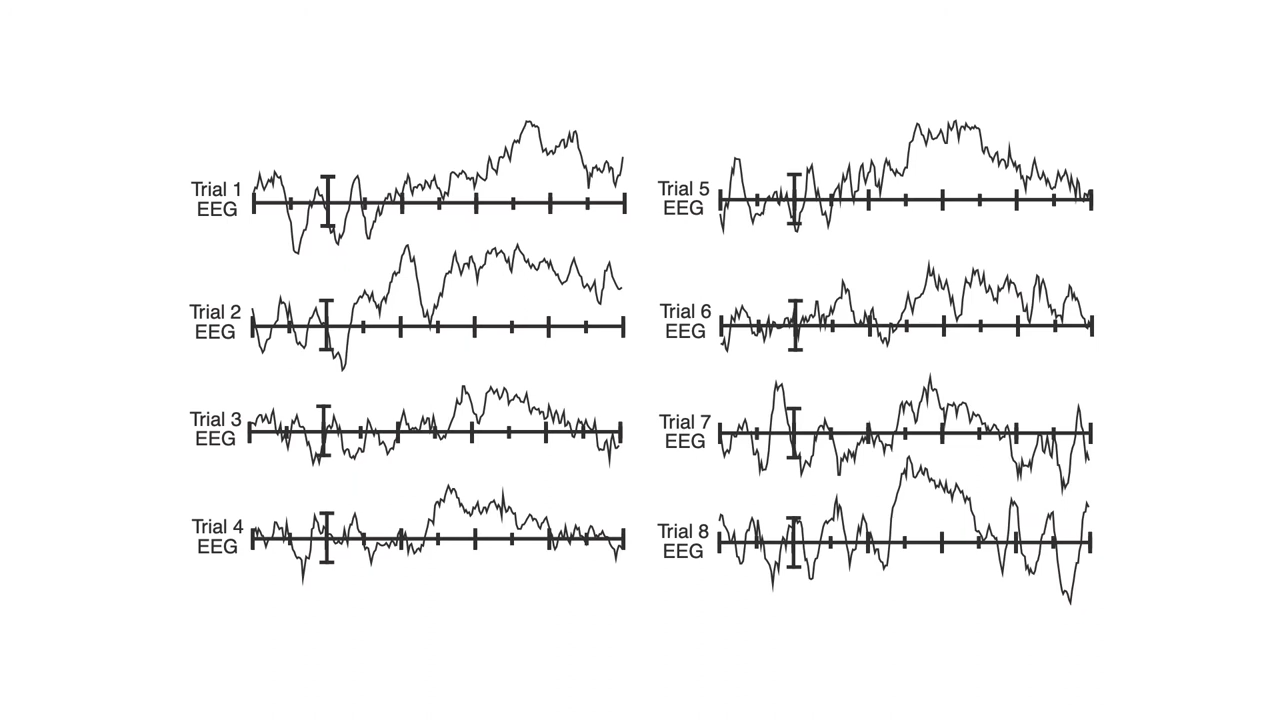 Trial 1
EEG
Trial 2
EEG
Trial 3
EEG
Trial 4
EEG
Trial 5
EEG
Trial 6
EEG
Trial 7
EEG
Trial 8
EEG